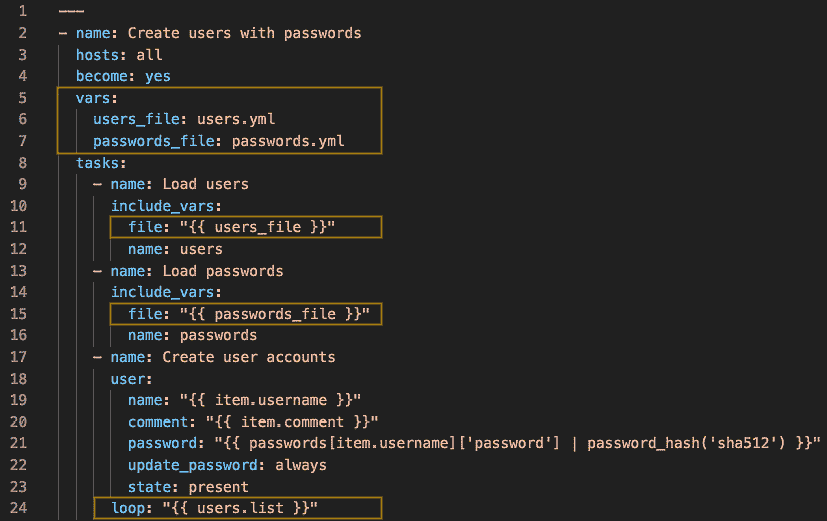 1 ---
2 - name: Create users with passwords
3 hosts: all
4 become: yes
5 vars:
6 users_file: users.yml
7 passwords_file: passwords.yml
8 tasks:
9 - name: Load users
10 include_vars:
11 file: "{{ users_file }}"
12 name: users
13 - name: Load passwords
14 include_vars:
15 file: "{{ passwords_file }}"
16 name: passwords
17 - name: Create user accounts
18 user:
19 name: "{{ item.username }}"
20 comment: "{{ item.comment }}"
21 password: "{{ passwords[item.username]['password'] | password_hash('sha512') }}"
22 update_password: always
23 state: present
24 loop: "{{ users.list }}"